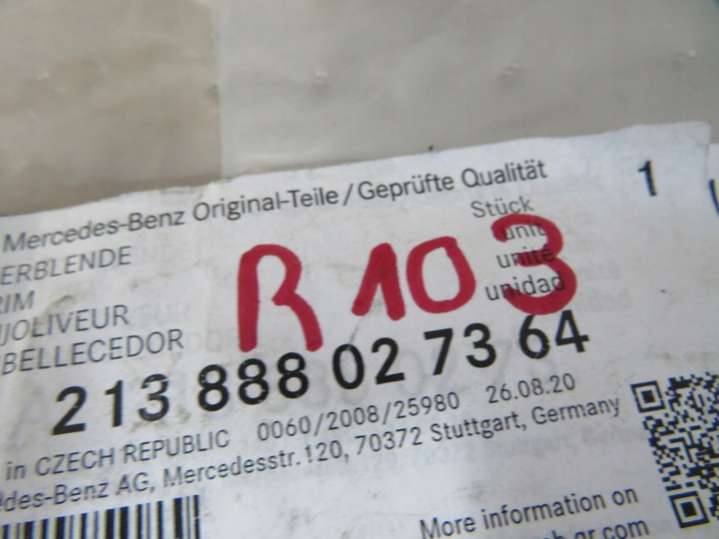 Mercedes-Benz Original-Teile / Geprüfte Qualität
1
ERBLENDE
RIM
JOLIVEUR
BELLECEDOR
Stück
unit
unité
unidad
R 103
213 888 02 73 64
in CZECH REPUBLIC 0060/2008/25980 26.08.20
des-Benz AG, Mercedesstr. 120, 70372 Stuttgart, Germany
More information on